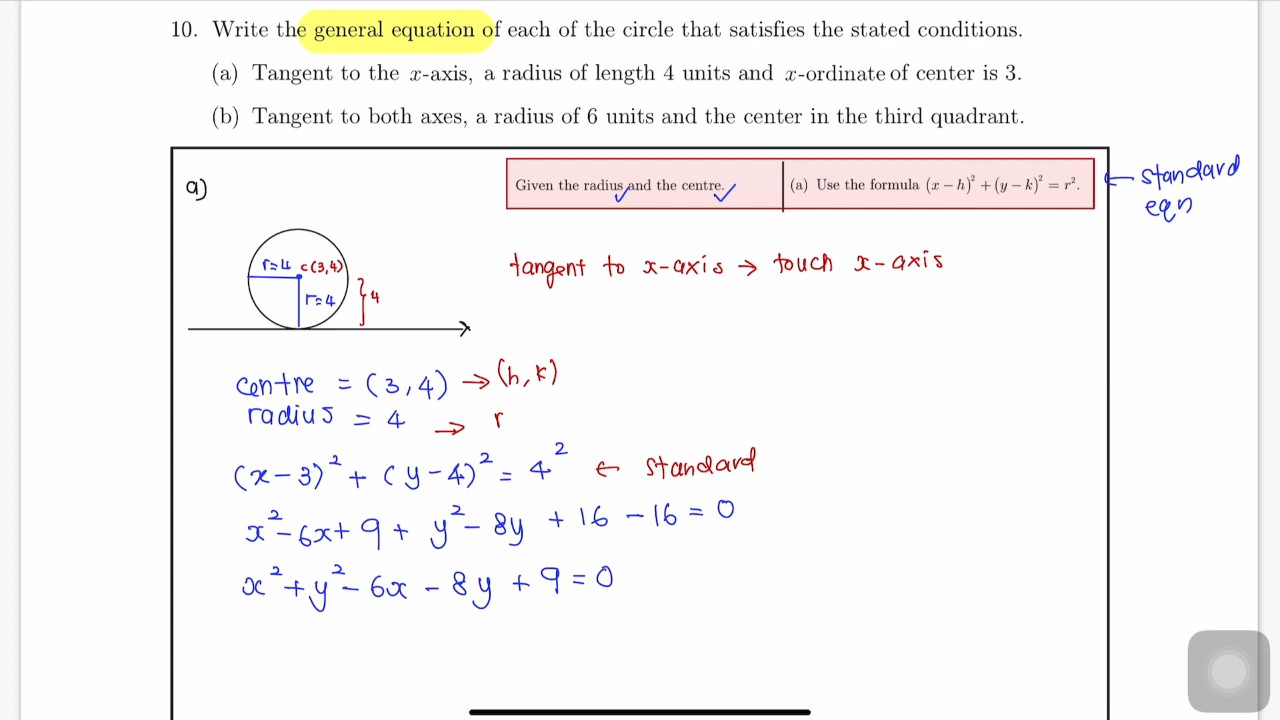 10. Write the general equation of each of the circle that satisfies the stated conditions.
(a) Tangent to the x-axis, a radius of length 4 units and x-ordinate of center is 3.
(b) Tangent to both axes, a radius of 6 units and the center in the third quadrant.
a)
Given the radius and the centre.
(a) Use the formula (x − h)² + (y − k)² = r².
← standard
eqn
r=4 c(3,4)
r=4 } 4
tangent to x-axis → touch x-axis
centre = (3,4) → (h,k)
radius = 4 → r
(x-3)² + (y-4)² = 4² ← standard
x² - 6x + 9 + y² - 8y + 16 - 16 = 0
x² + y² - 6x - 8y + 9 = 0